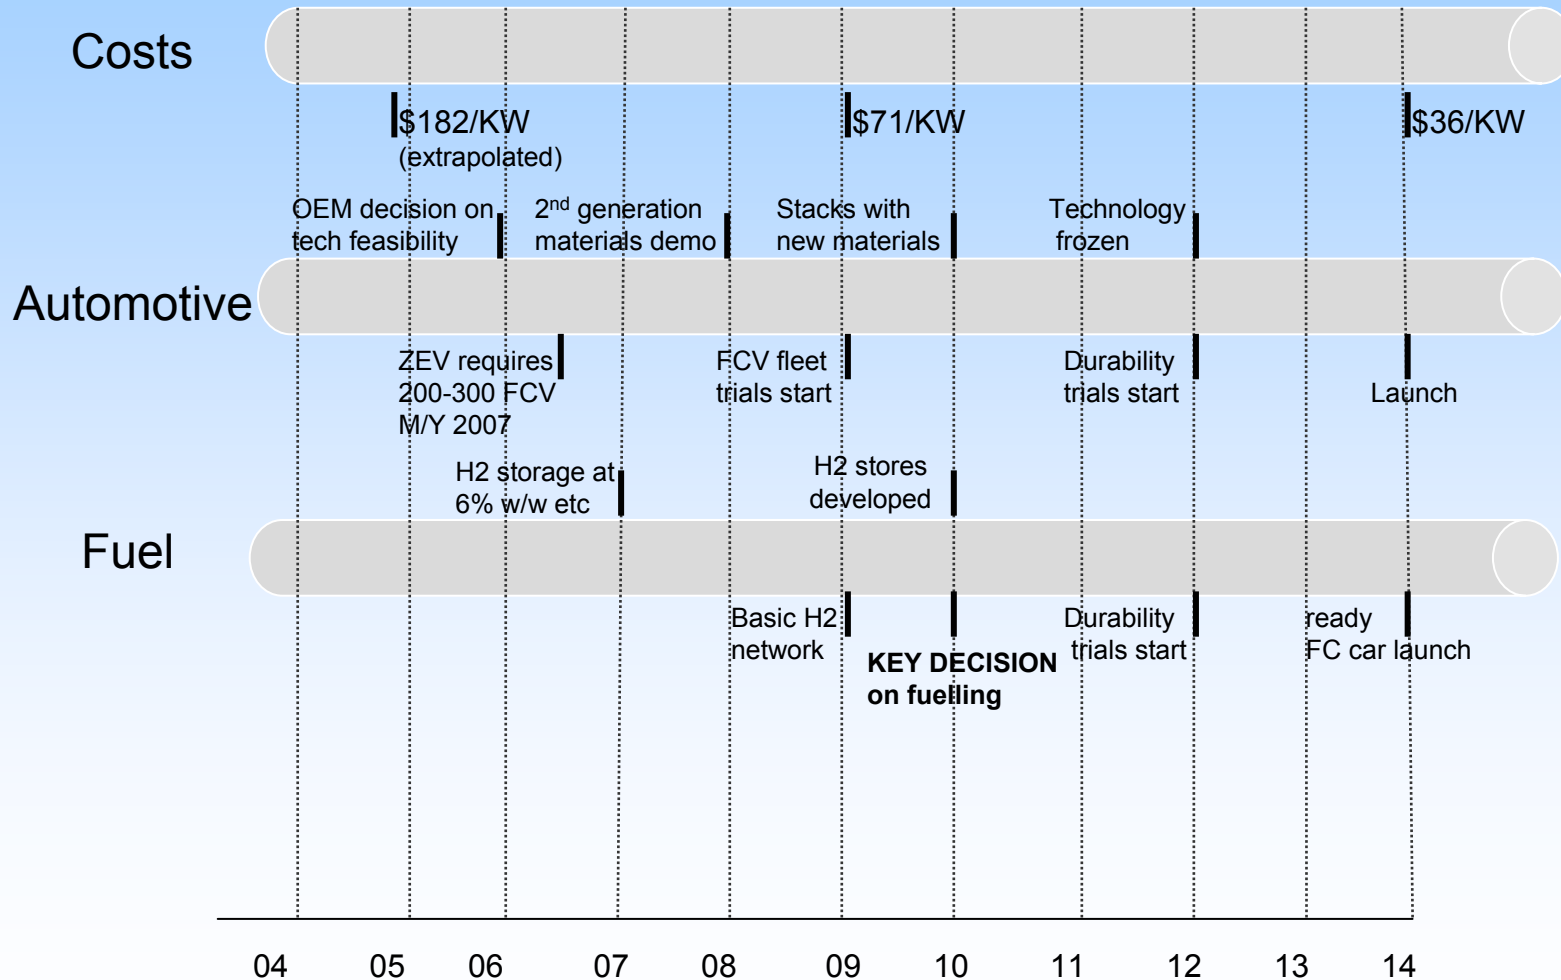 Costs
$182/KW
(extrapolated)
$71/KW
$36/KW
OEM decision on
tech feasibility
2nd generation
materials demo
Stacks with
new materials
Technology
frozen
Automotive
ZEV requires
200-300 FCV
M/Y 2007
FCV fleet
trials start
Durability
trials start
Launch
H2 storage at
6% w/w etc
H2 stores
developed
Fuel
Basic H2
network
KEY DECISION
on fuelling
Durability
trials start
ready
FC car launch
04 05 06 07 08 09 10 11 12 13 14